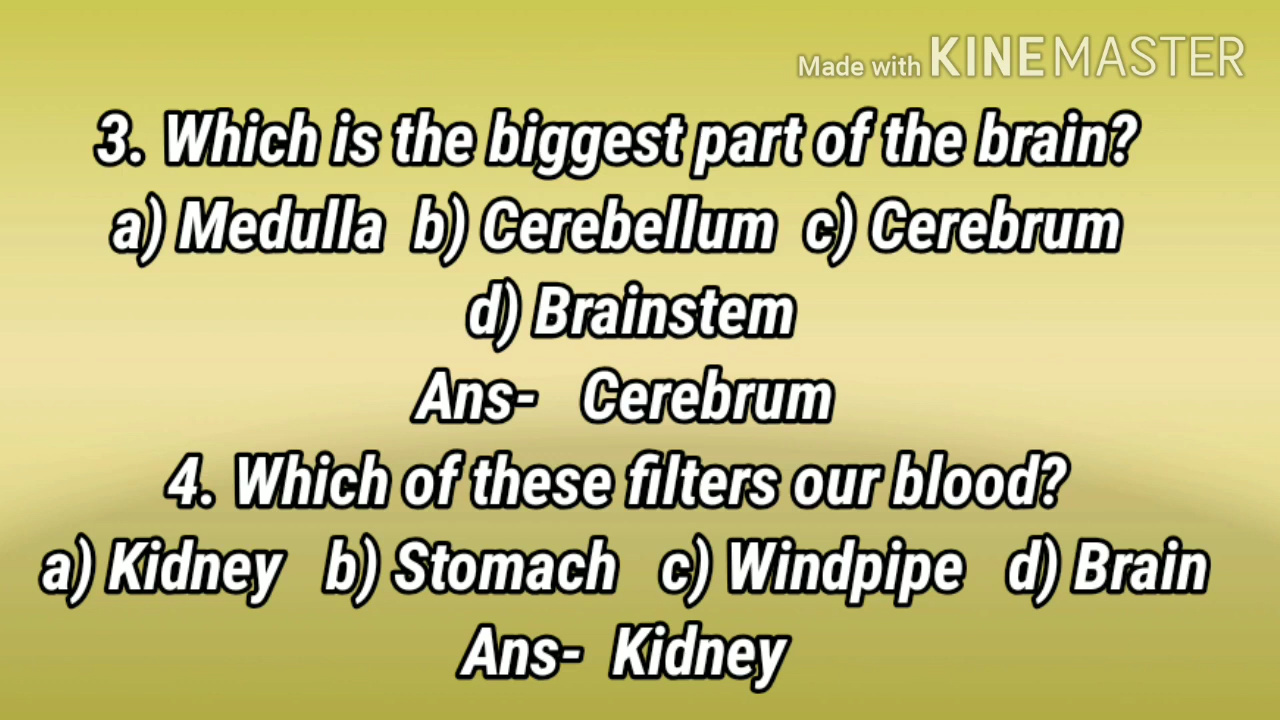 Made with KINEMASTER
3. Which is the biggest part of the brain?
a) Medulla b) Cerebellum c) Cerebrum
d) Brainstem
Ans- Cerebrum
4. Which of these filters our blood?
a) Kidney b) Stomach c) Windpipe d) Brain
Ans- Kidney